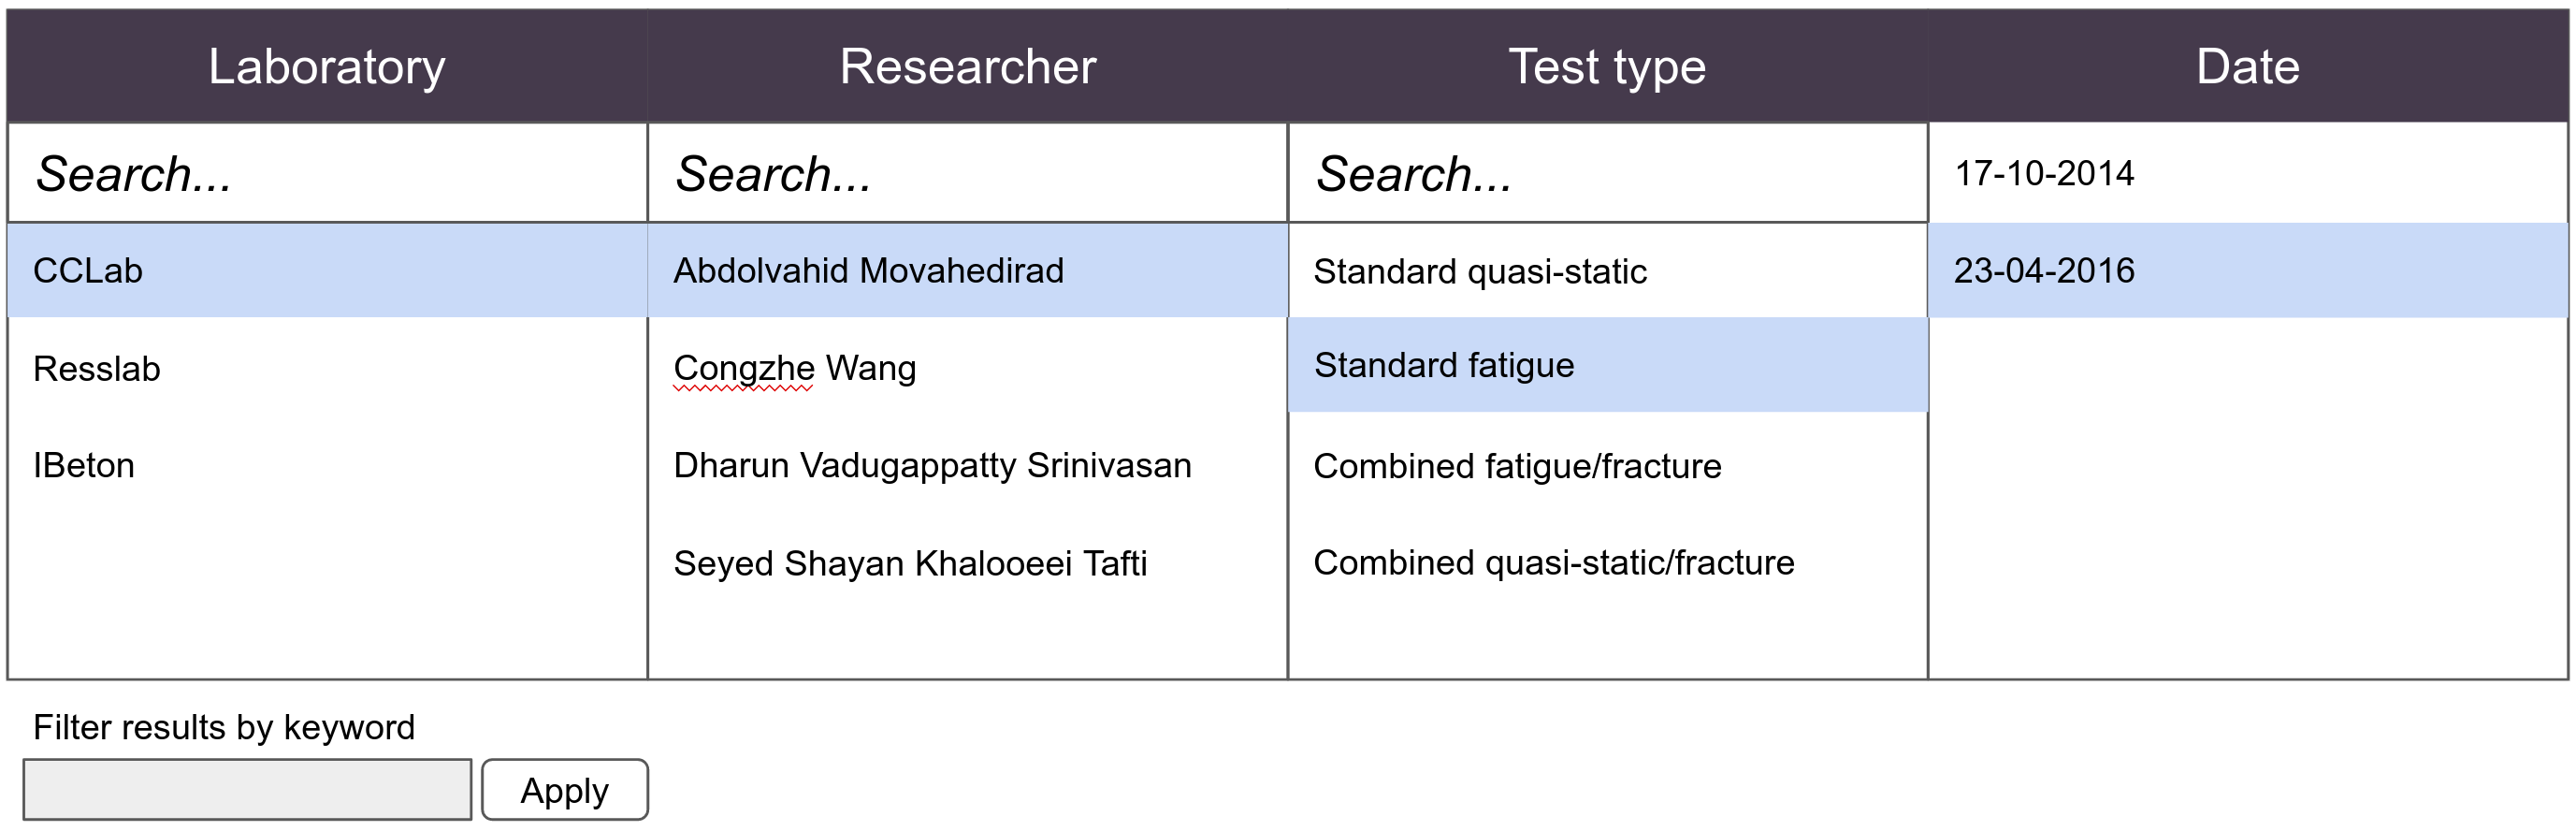 Laboratory Researcher Test type Date
Search... Search... Search... 17-10-2014
CCLab Abdolvahid Movahedirad Standard quasi-static 23-04-2016
Resslab Congzhe Wang Standard fatigue
IBeton Dharun Vadugappatty Srinivasan Combined fatigue/fracture
Seyed Shayan Khalooeei Tafti Combined quasi-static/fracture
Filter results by keyword
Apply